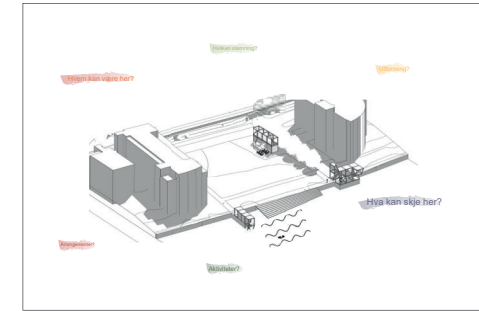 Hvilken stemning?
Hvem kan være her?
Utforming?
Hva kan skje her?
Arrangementer?
Aktiviteter?